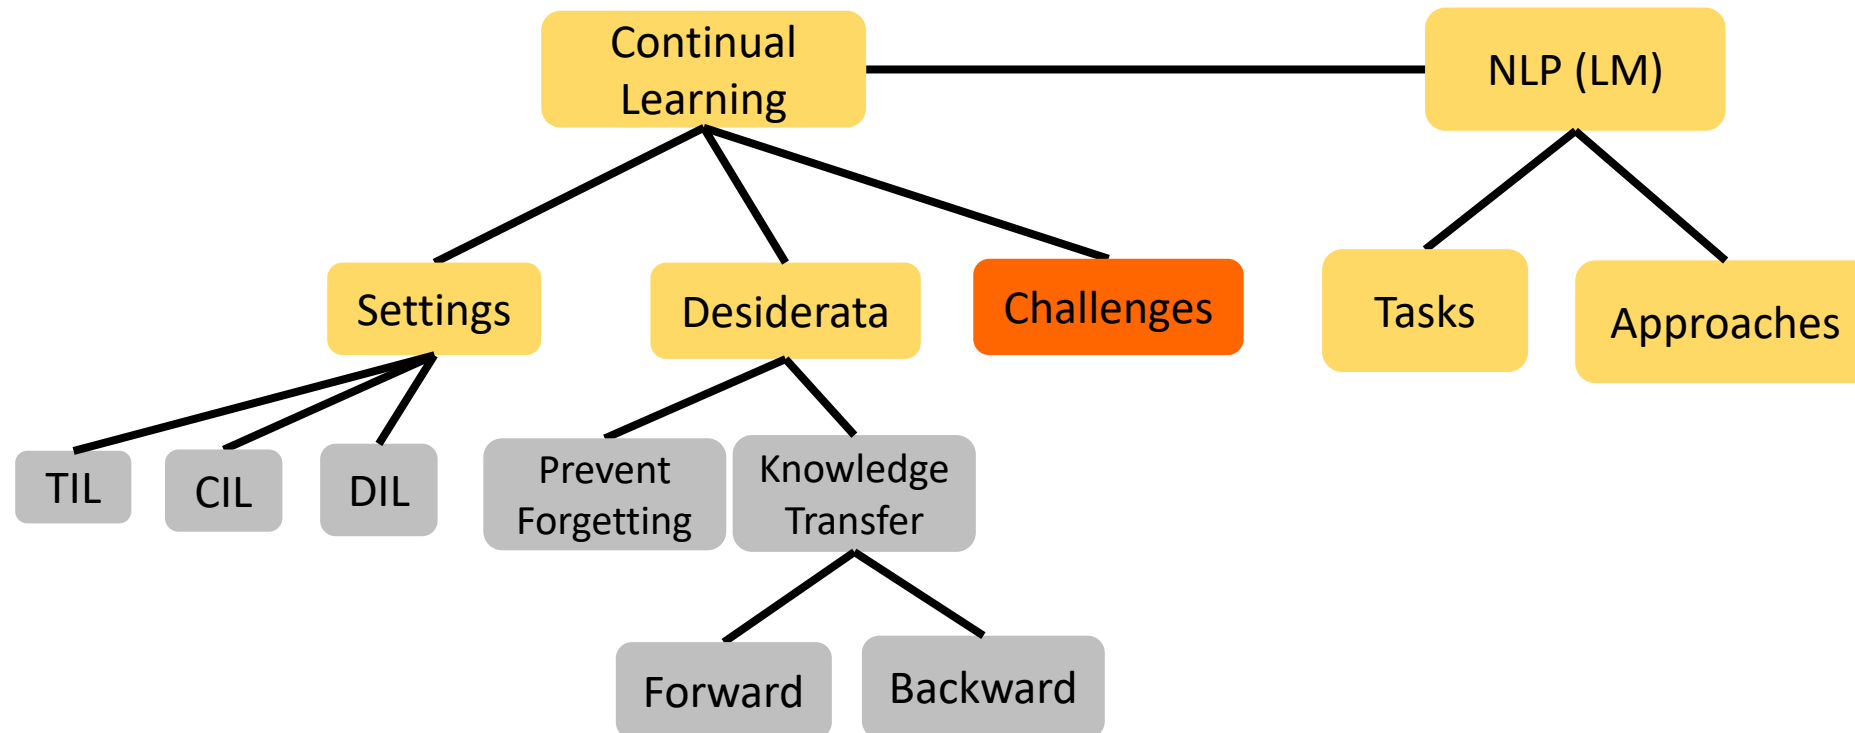 Continual
Learning
NLP (LM)
Settings
Desiderata
Challenges
Tasks
Approaches
TIL
CIL
DIL
Prevent
Forgetting
Knowledge
Transfer
Forward
Backward